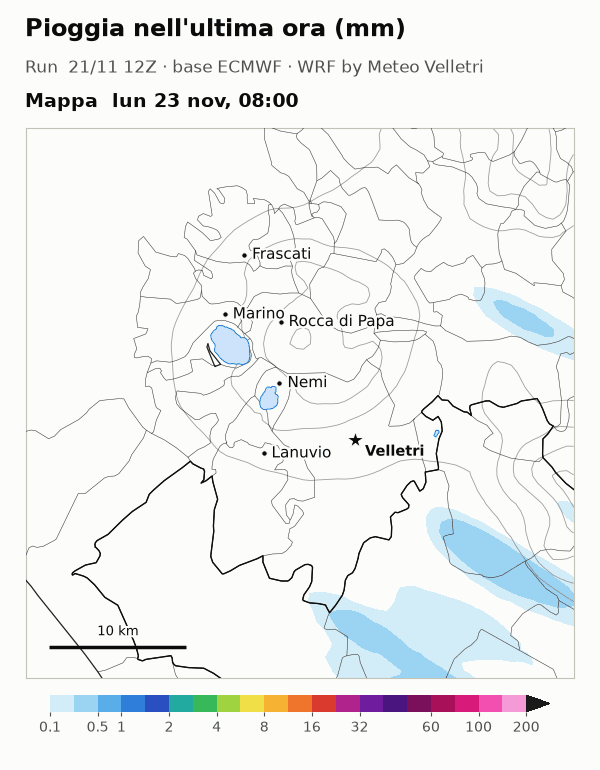 Pioggia nell'ultima ora (mm)
Run  21/11 12Z · base ECMWF · WRF by Meteo Velletri
Mappa  lun 23 nov, 08:00
Frascati
Marino
Rocca di Papa
Nemi
Velletri
Lanuvio
10 km
0.1 0.5 1 2 4 8 16 32 60 100 200